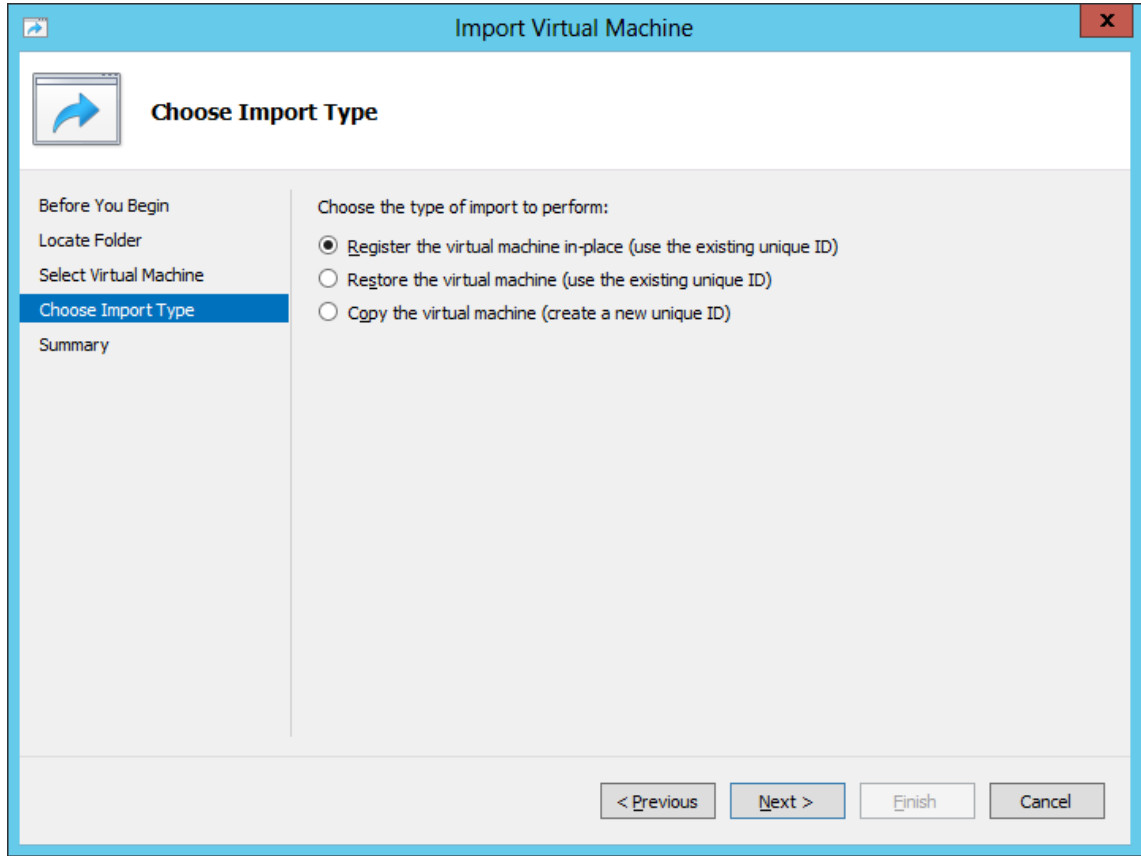 Import Virtual Machine
x
Choose Import Type
Before You Begin
Locate Folder
Select Virtual Machine
Choose Import Type
Summary
Choose the type of import to perform:
Register the virtual machine in-place (use the existing unique ID)
Restore the virtual machine (use the existing unique ID)
Copy the virtual machine (create a new unique ID)
< Previous
Next >
Finish
Cancel